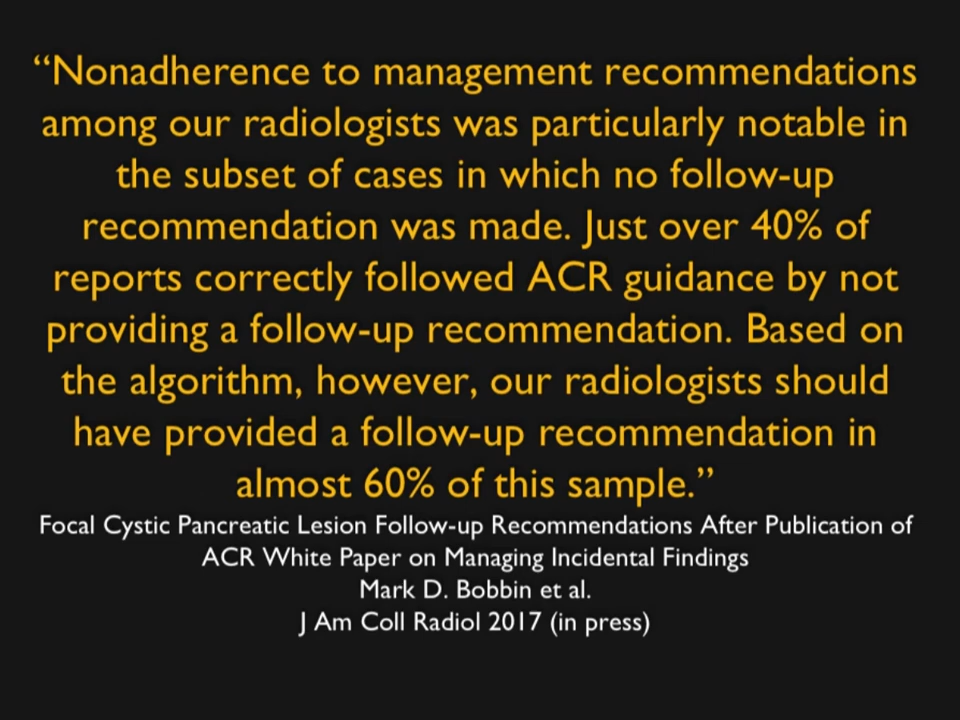 “Nonadherence to management recommendations
among our radiologists was particularly notable in
the subset of cases in which no follow-up
recommendation was made. Just over 40% of
reports correctly followed ACR guidance by not
providing a follow-up recommendation. Based on
the algorithm, however, our radiologists should
have provided a follow-up recommendation in
almost 60% of this sample.”
Focal Cystic Pancreatic Lesion Follow-up Recommendations After Publication of
ACR White Paper on Managing Incidental Findings
Mark D. Bobbin et al.
J Am Coll Radiol 2017 (in press)